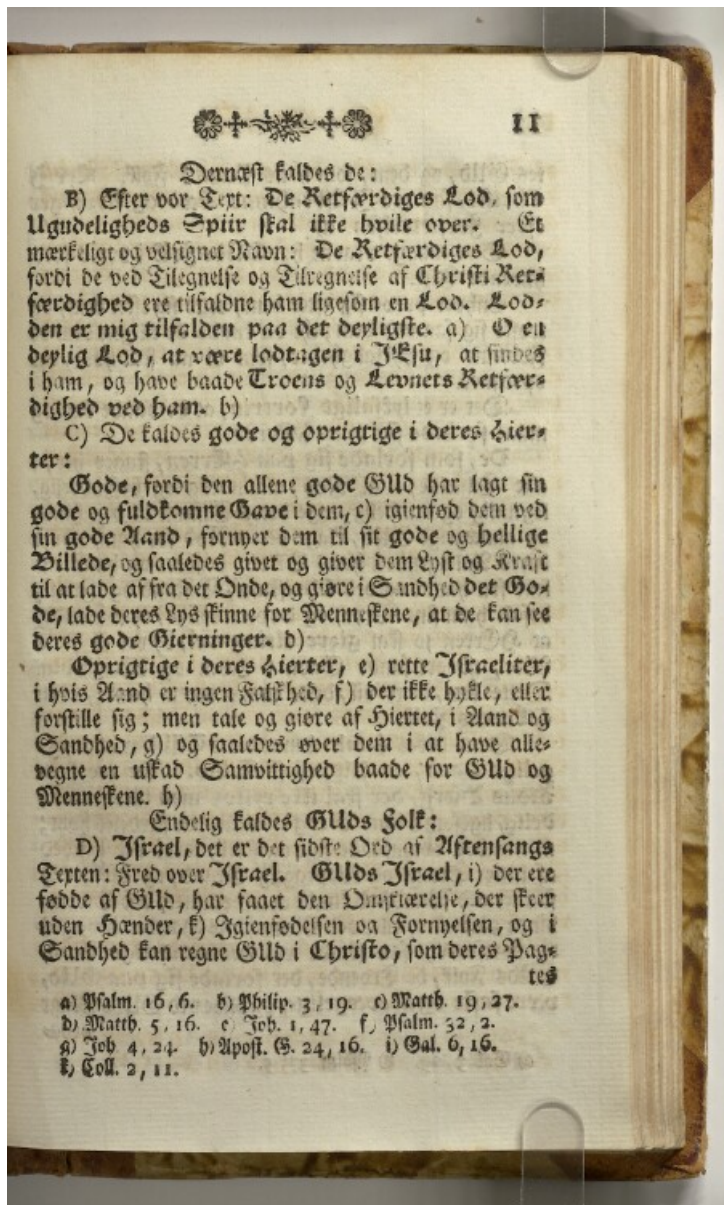 11
Dernæst kaldes de:
B) Efter vor Text: De Retfærdiges Lod, som
Ugudeligheds Spiir skal ikke hvile over. Et
mærkeligt og velsignet Navn: De Retfærdiges Lod,
fordi de ved Tilegnelse og Tilregnelse af Christi Ret-
færdighed ere tilfaldne ham ligesom en Lod. Lod-
den er mig tilfalden paa det deyligste. a) O en
deylig Lod, at være lodtagen i JEsu, at findes
i ham, og have baade Troens og Levnets Retfær-
dighed ved ham. b)
C) De kaldes gode og oprigtige i deres Hier-
ter:
Gode, fordi den allene gode GUd har lagt sin
gode og fuldkomne Gave i dem, c) igienfød dem ved
sin gode Aand, fornyer dem til sit gode og hellige
Billede, og saaledes givet og giver dem Lyst og Kraft
til at lade af fra det Onde, og giøre i Sandhed det Go-
de, lade deres Lys skinne for Menneskene, at de kan see
deres gode Gierninger. d)
Oprigtige i deres Hierter, e) rette Israeliter,
i hvis Aand er ingen Falskhed, f) der ikke hykle, eller
forstille sig; men tale og giøre af Hiertet, i Aand og
Sandhed, g) og saaledes øver dem i at have alle-
vegne en uskad Samvittighed baade for GUd og
Menneskene. h)
Endelig kaldes GUds Folk:
D) Israel, det er det sidste Ord af Aftensangs
Texten: Fred over Israel. GUds Israel, i) der ere
fødde af GUd, har faaet den Omskiærelse, der skeer
uden Hænder, k) Igienfødelsen og Fornyelsen, og i
Sandhed kan regne GUd i Christo, som deres Pag-
tes
a) Psalm. 16, 6. b) Philip. 3, 19. c) Matth. 19, 27.
d) Matth. 5, 16. e Joh. 1, 47. f) Psalm. 32, 2.
g) Joh 4, 24. h) Apost. G. 24, 16. i) Gal. 6, 16.
k) Coll. 2, 11.